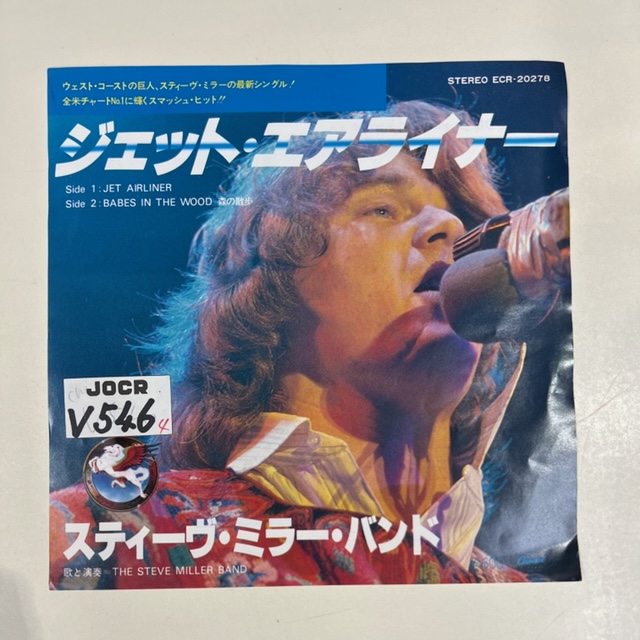 ウェスト・コーストの巨人、スティーヴ・ミラーの最新シングル!
全米チャートNo.1に輝くスマッシュ・ヒット!!
STEREO ECR-20278
ジェット・エアライナー
Side 1 : JET AIRLINER
Side 2 : BABES IN THE WOOD 森の散歩
JOCR
V546
4
スティーヴ・ミラー・バンド
歌と演奏=THE STEVE MILLER BAND
Capitol